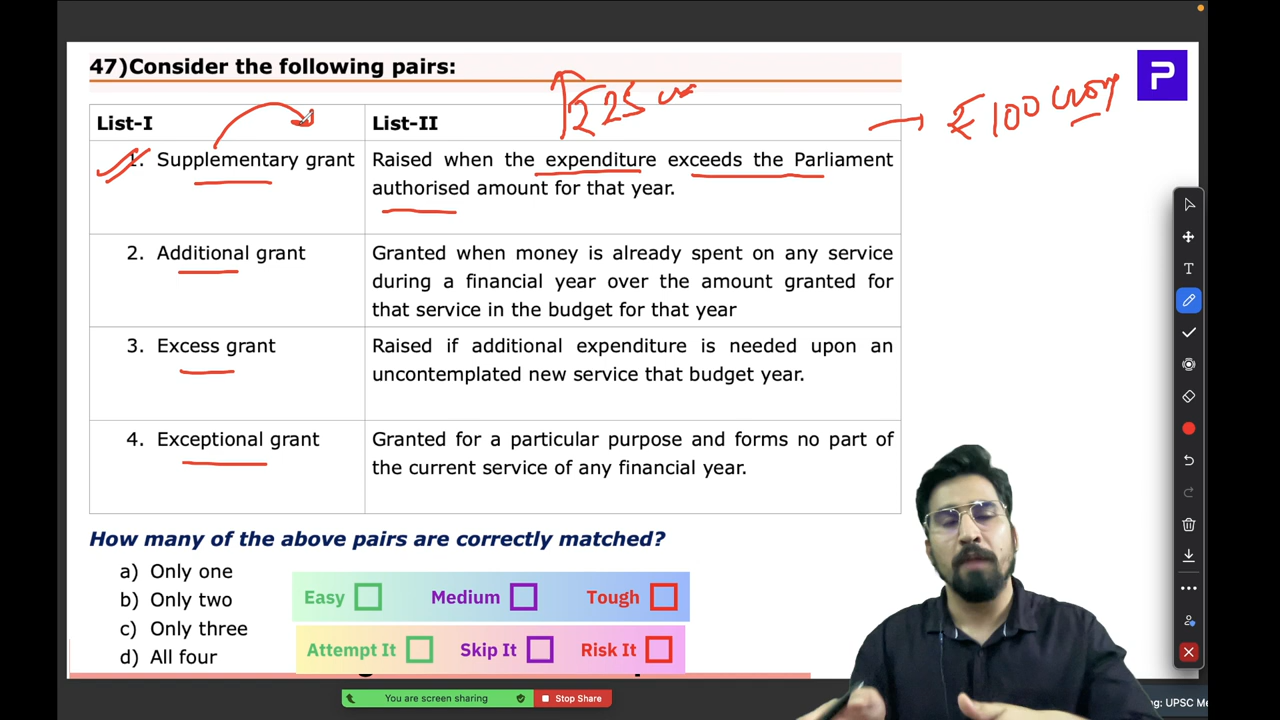 47)Consider the following pairs:
₹ 25
→ ₹ 100 crore
P
List-I
List-II
1. Supplementary grant
Raised when the expenditure exceeds the Parliament
authorised amount for that year.
2. Additional grant
Granted when money is already spent on any service
during a financial year over the amount granted for
that service in the budget for that year
3. Excess grant
Raised if additional expenditure is needed upon an
uncontemplated new service that budget year.
4. Exceptional grant
Granted for a particular purpose and forms no part of
the current service of any financial year.
How many of the above pairs are correctly matched?
a) Only one
b) Only two
c) Only three
d) All four
Easy Medium Tough
Attempt It Skip It Risk It
You are screen sharing Stop Share
T
ng: UPSC Me